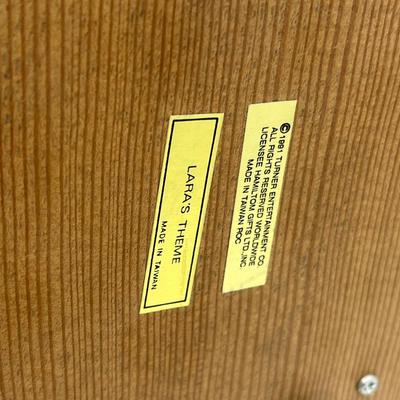 LARA'S THEME
MADE IN TAIWAN
©1991 TURNER ENTERTAINMENT CO.
ALL RIGHTS RESERVED WORLDWIDE
LICENSEE HAMILTOM GIFTS LTD.,INC
MADE IN TAIWAN ROC